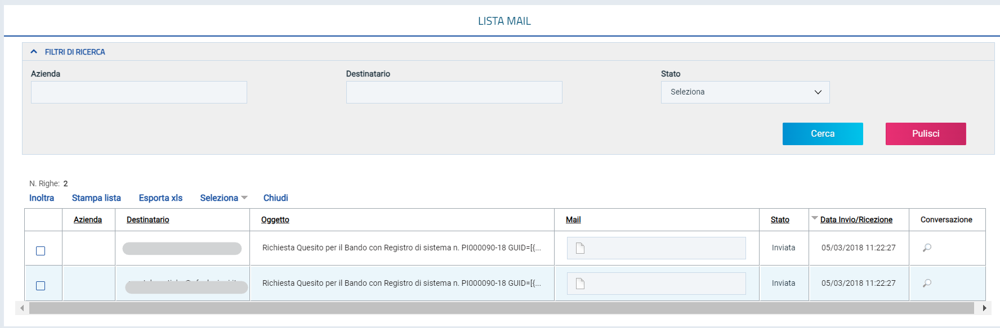 LISTA MAIL
FILTRI DI RICERCA
Azienda Destinatario Stato
Seleziona
Cerca Pulisci
N. Righe: 2
Inoltra Stampa lista Esporta xls Seleziona Chiudi
Azienda Destinatario Oggetto Mail Stato Data Invio/Ricezione Conversazione
Richiesta Quesito per il Bando con Registro di sistema n. PI000090-18 GUID=[{... Inviata 05/03/2018 11:22:27
Richiesta Quesito per il Bando con Registro di sistema n. PI000090-18 GUID=[{... Inviata 05/03/2018 11:22:27